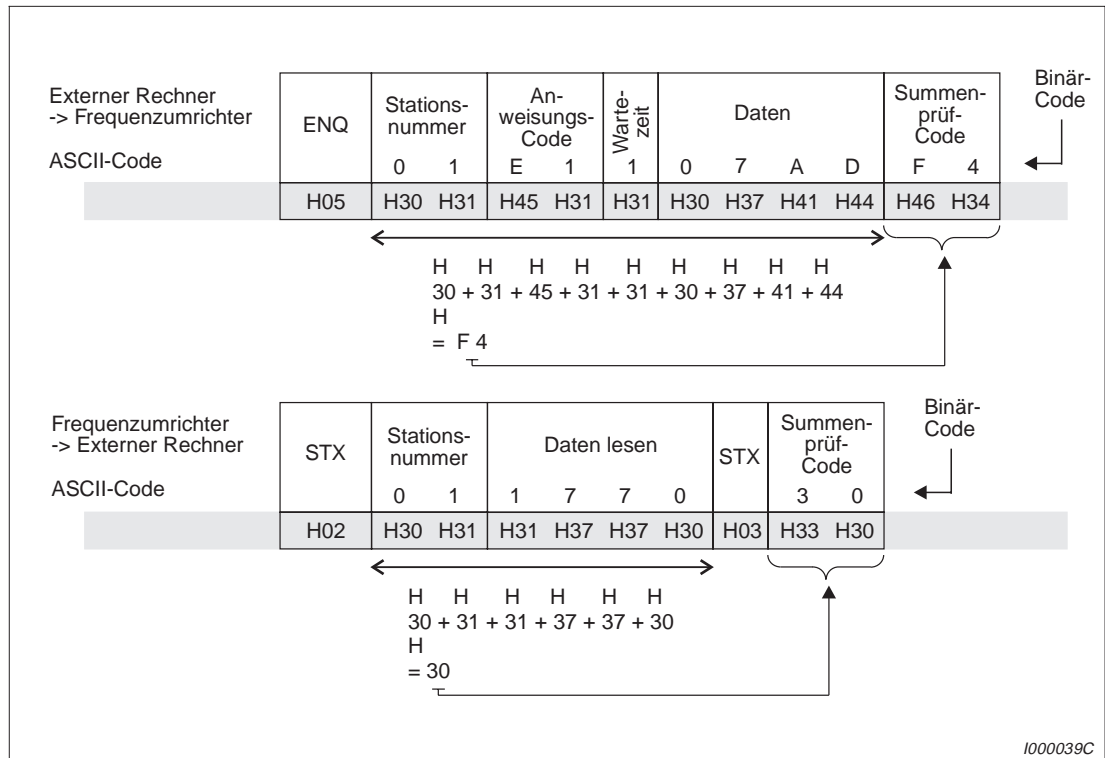 Externer Rechner
-> Frequenzumrichter
ASCII-Code
ENQ
Stations-
nummer
0 1
An-
weisungs-
Code
E 1
Warte-
zeit
1
Daten
0 7 A D
Summen-
prüf-
Code
F 4
Binär-
Code
H05 H30 H31 H45 H31 H31 H30 H37 H41 H44 H46 H34
H H H H H H H H H
30 + 31 + 45 + 31 + 31 + 30 + 37 + 41 + 44
H
= F 4
Frequenzumrichter
-> Externer Rechner
ASCII-Code
STX
Stations-
nummer
0 1
Daten lesen
1 7 7 0
STX
Summen-
prüf-
Code
3 0
Binär-
Code
H02 H30 H31 H31 H37 H37 H30 H03 H33 H30
H H H H H H
30 + 31 + 31 + 37 + 37 + 30
H
= 30
I000039C